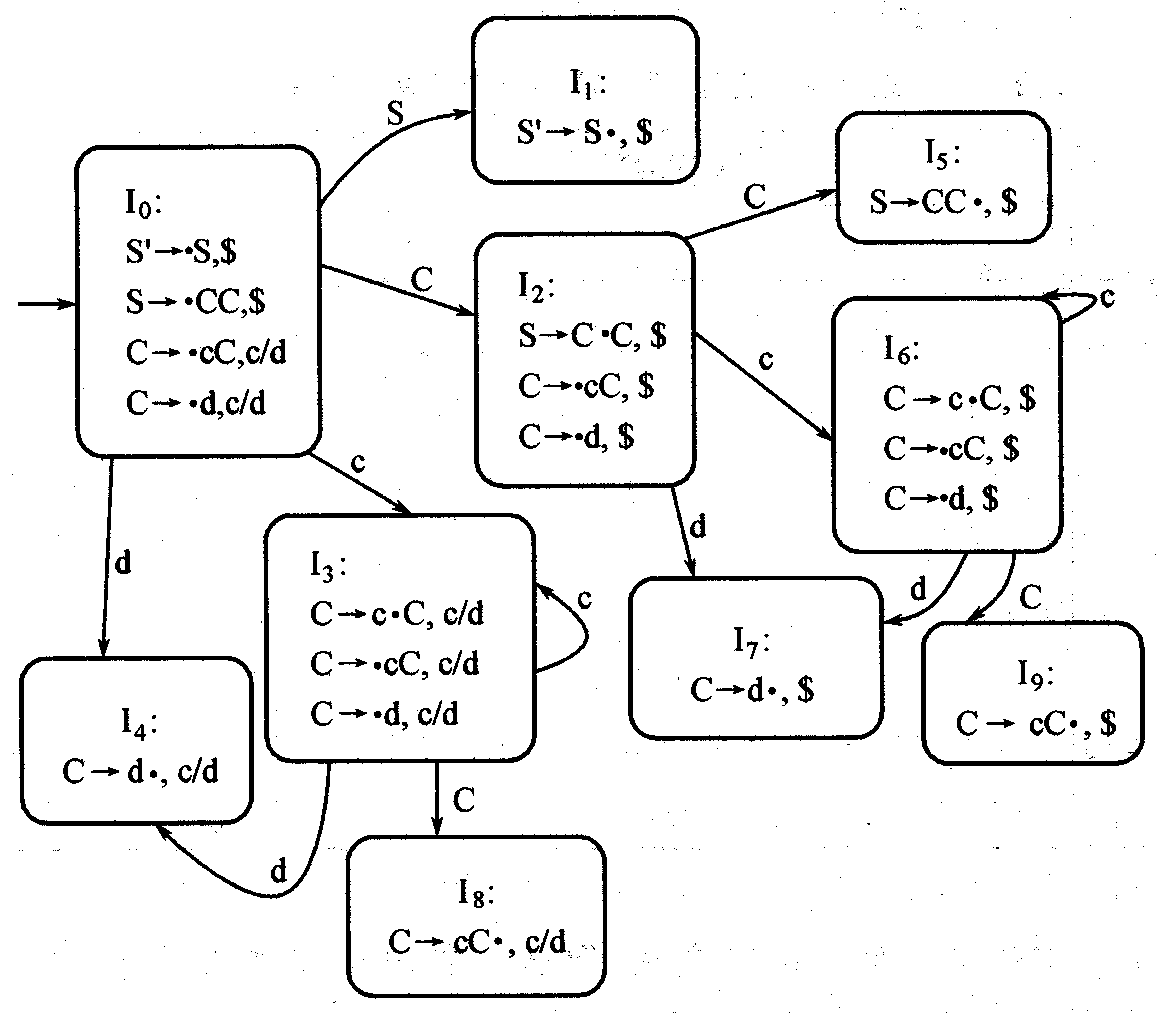 I₁:
S'→S·, $
S
I₅:
S→CC·, $
C
I₀:
S'→·S,$
S→·CC,$
C→·cC,c/d
C→·d,c/d
C
I₂:
S→C·C, $
C→·cC, $
C→·d, $
c
c
I₆:
C→c·C, $
C→·cC, $
C→·d, $
c
d
I₃:
C→c·C, c/d
C→·cC, c/d
C→·d, c/d
c
d
d
C
I₇:
C→d·, $
I₉:
C→cC·, $
I₄:
C→d·, c/d
C
d
I₈:
C→cC·, c/d